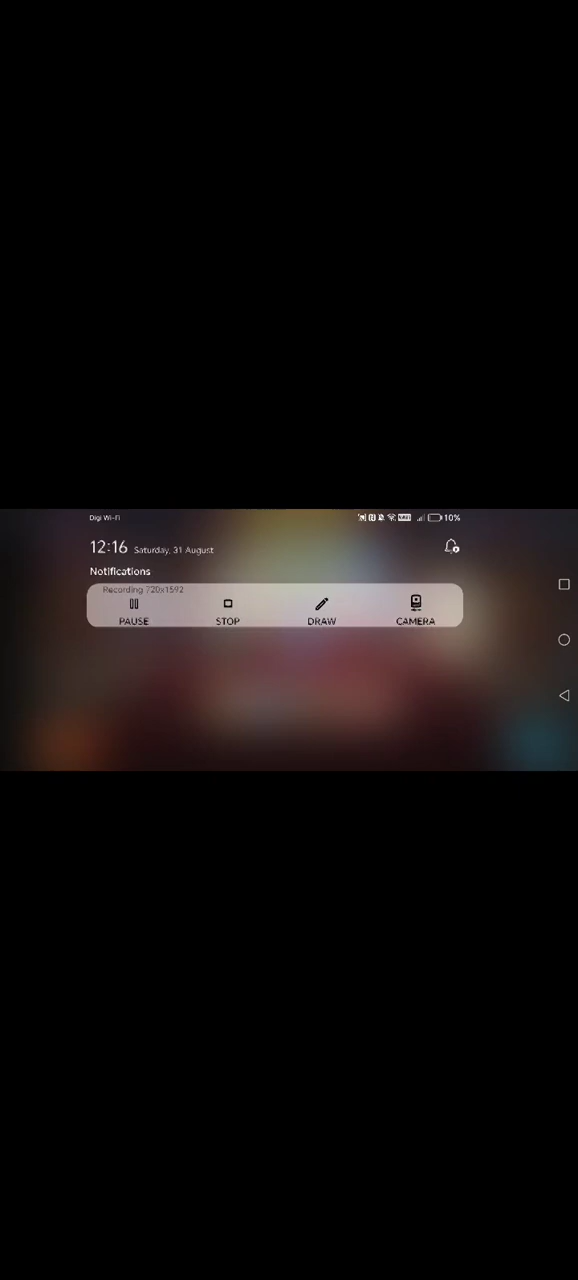 Digi Wi-Fi
10%
12:16 Saturday, 31 August
Notifications
Recording 720x1592
PAUSE STOP DRAW CAMERA